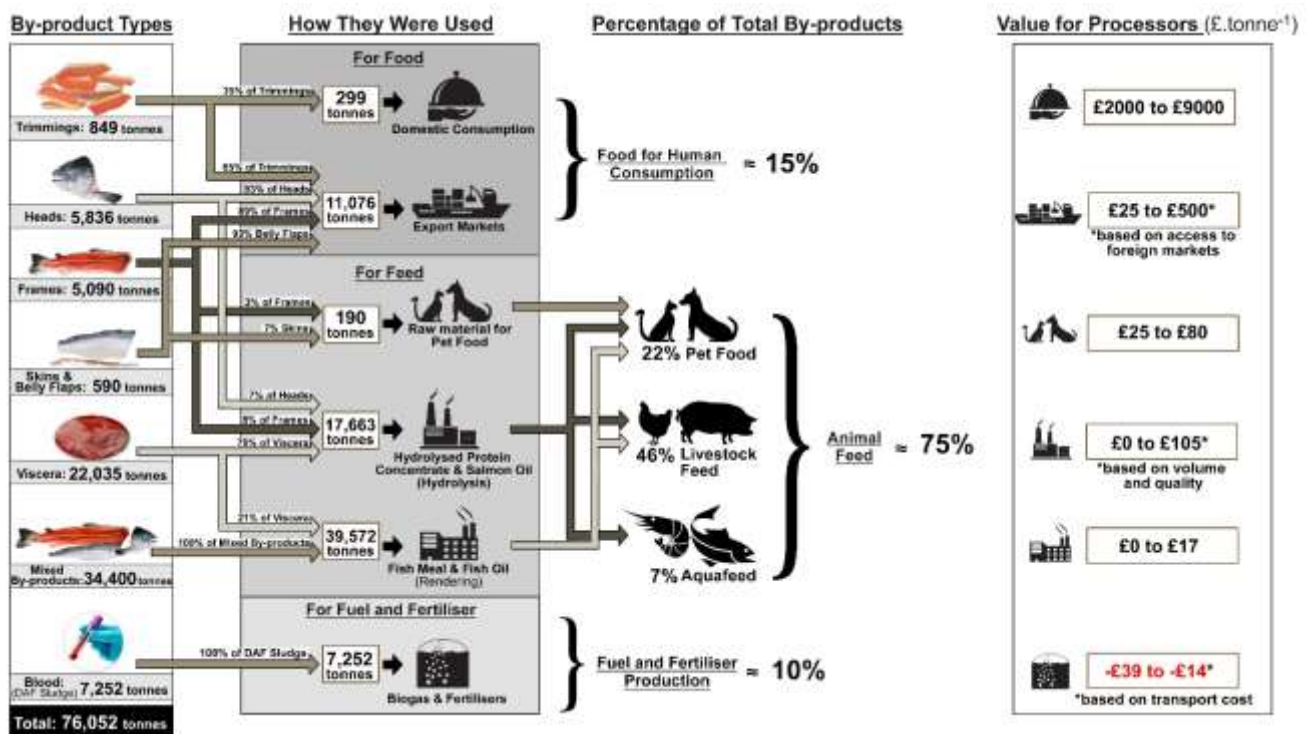 By-product Types
How They Were Used
Percentage of Total By-products
Value for Processors (£.tonne⁻¹)
Trimmings: 849 tonnes
Heads: 5,836 tonnes
Frames: 5,090 tonnes
Skins &
Belly Flaps: 590 tonnes
Viscera: 22,035 tonnes
Mixed
By-products: 34,400 tonnes
Blood:
(DAF Sludge) 7,252 tonnes
Total: 76,052 tonnes
For Food
35% of Trimmings
299
tonnes
Domestic Consumption
65% of Trimmings
93% of Heads
89% of Frames
93% Belly Flaps
11,076
tonnes
Export Markets
For Feed
3% of Frames
7% Skins
190
tonnes
Raw material for
Pet Food
7% of Heads
8% of Frames
79% of Viscera
17,663
tonnes
Hydrolysed Protein
Concentrate & Salmon Oil
(Hydrolysis)
21% of Viscera
100% of Mixed By-products
39,572
tonnes
Fish Meal & Fish Oil
(Rendering)
For Fuel and Fertiliser
100% of DAF Sludge
7,252
tonnes
Biogas & Fertilisers
Food for Human
Consumption
≈ 15%
22% Pet Food
46% Livestock
Feed
7% Aquafeed
Animal
Feed
≈ 75%
Fuel and Fertiliser
Production
≈ 10%
£2000 to £9000
£25 to £500*
*based on access to
foreign markets
£25 to £80
£0 to £105*
*based on volume
and quality
£0 to £17
-£39 to -£14*
*based on transport cost